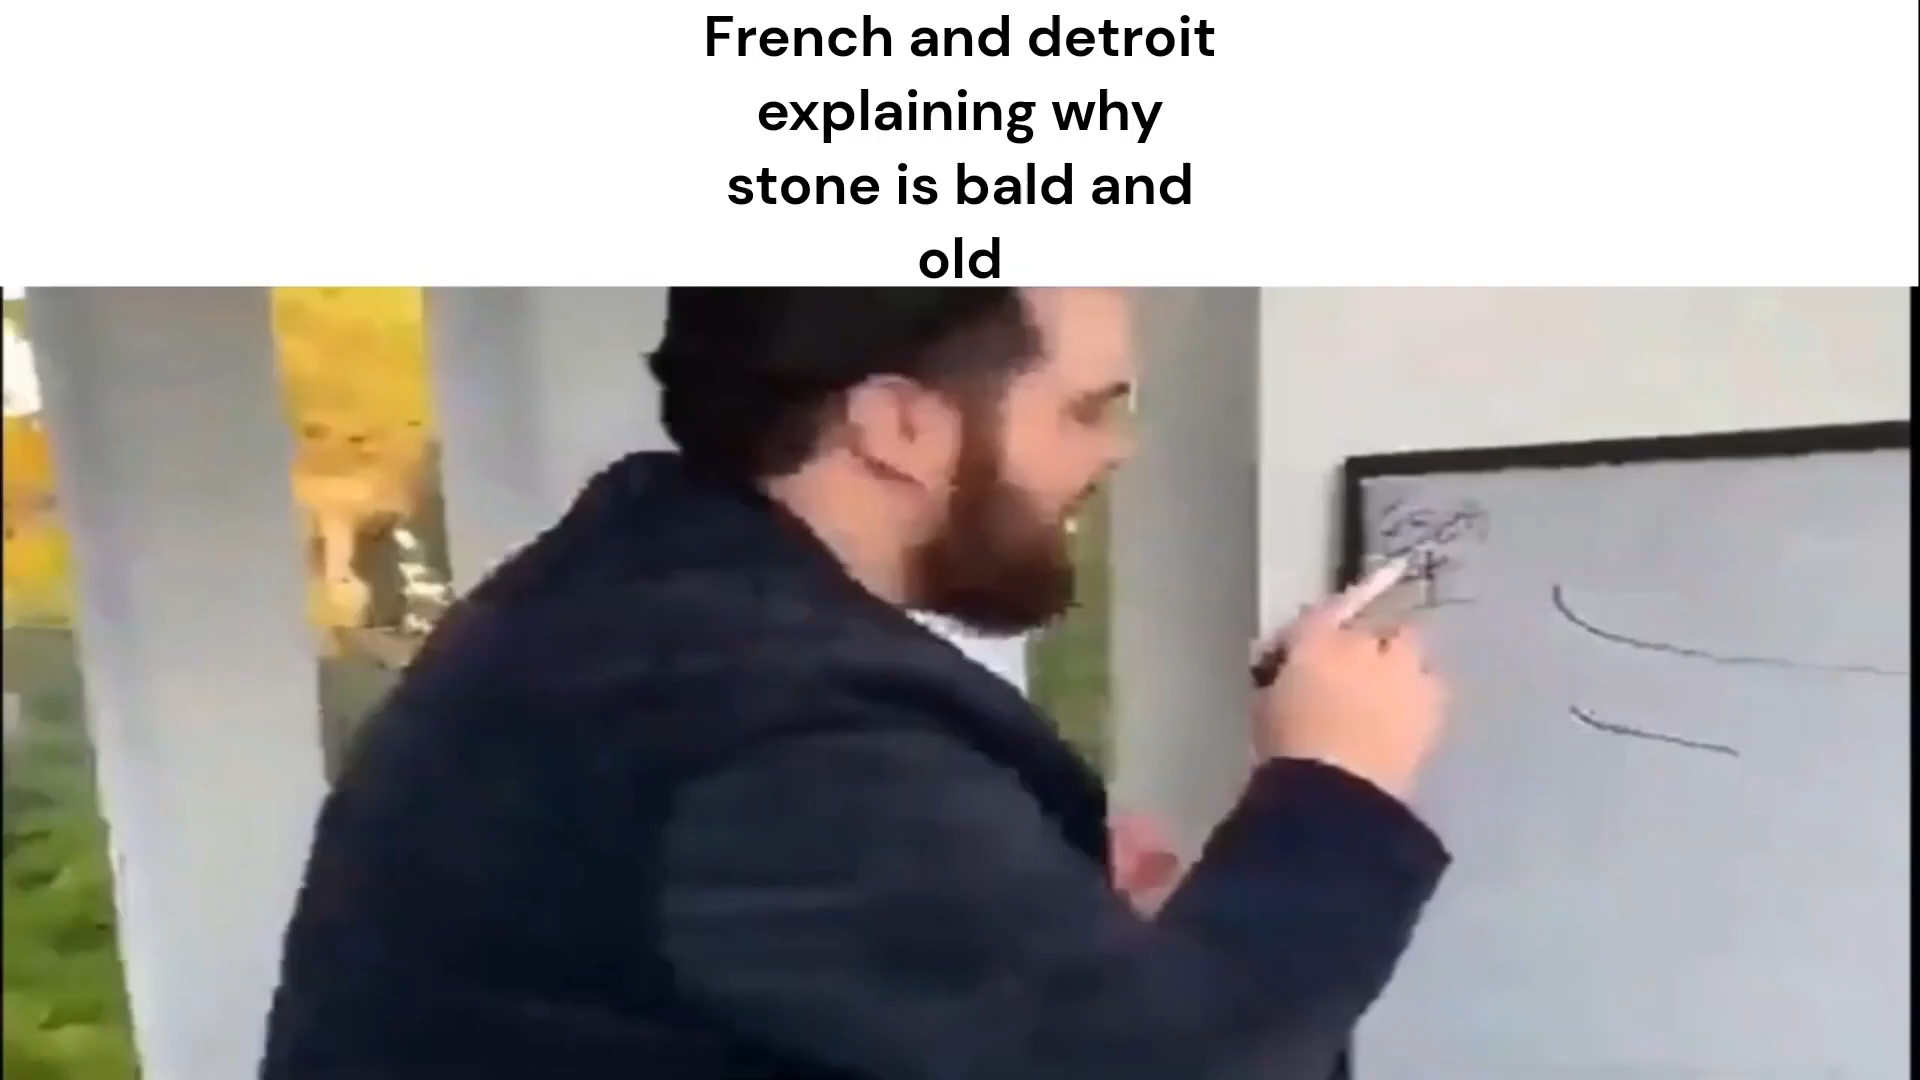 French and detroit
explaining why
stone is bald and
old